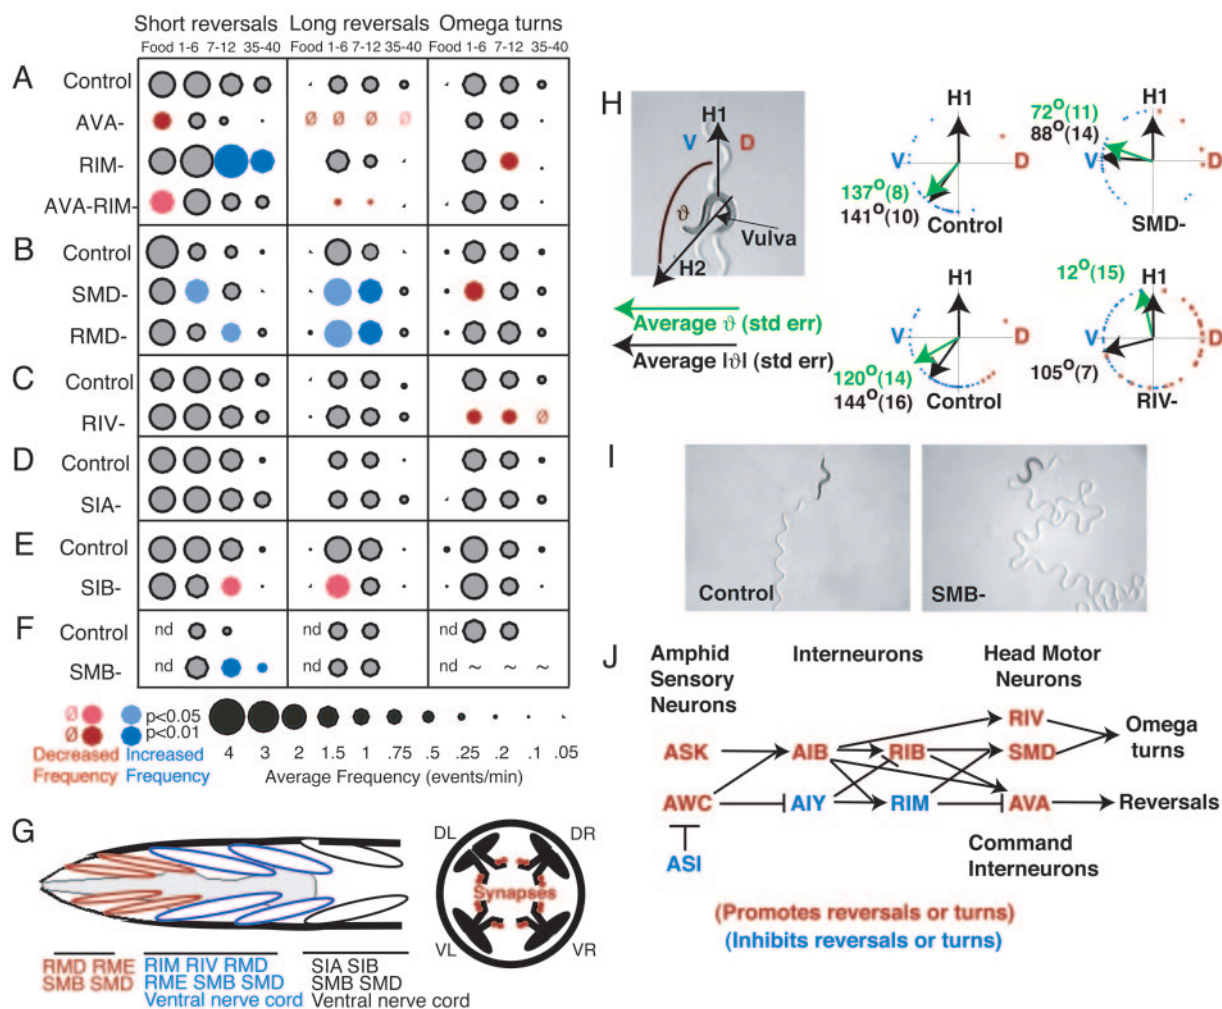 Short reversals Long reversals Omega turns
Food 1-6 7-12 35-40 Food 1-6 7-12 35-40 Food 1-6 7-12 35-40
A
Control
AVA-
Ø Ø Ø Ø
RIM-
AVA-RIM-
B
Control
SMD-
RMD-
C
Control
RIV-
Ø
D
Control
SIA-
E
Control
SIB-
F
Control nd nd nd
SMB- nd nd nd ~ ~ ~
Ø p<0.05
Ø p<0.01
Decreased Frequency
Increased Frequency
4 3 2 1.5 1 .75 .5 .25 .2 .1 .05
Average Frequency (events/min)
G
RMD RME
SMB SMD
RIM RIV RMD
RME SMB SMD
Ventral nerve cord
SIA SIB
SMB SMD
Ventral nerve cord
DL DR
Synapses
VL VR
H
H1
V D
ϑ
Vulva
H2
Average ϑ (std err)
Average |ϑ| (std err)
H1
V D
137º(8)
141º(10)
Control
H1
72º(11)
88º(14)
V D
SMD-
H1
V D
120º(14)
144º(16)
Control
12º(15)
H1
V D
105º(7)
RIV-
I
Control
SMB-
J
Amphid Sensory Neurons
Interneurons
Head Motor Neurons
RIV
ASK AIB RIB SMD
Omega turns
AWC AIY RIM AVA Reversals
ASI
Command Interneurons
(Promotes reversals or turns)
(Inhibits reversals or turns)